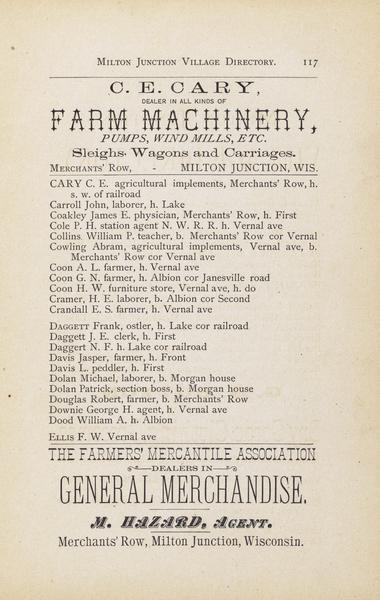 Milton Junction Village Directory. 117
C. E. CARY,
DEALER IN ALL KINDS OF
FARM MACHINERY,
PUMPS, WIND MILLS, ETC.
Sleighs, Wagons and Carriages.
Merchants' Row, - MILTON JUNCTION, WIS.
CARY C. E. agricultural implements, Merchants' Row, h.
s. w. of railroad
Carroll John, laborer, h. Lake
Coakley James E. physician, Merchants' Row, h. First
Cole P. H. station agent N. W. R. R. h. Vernal ave
Collins William P. teacher, b. Merchants' Row cor Vernal
Cowling Abram, agricultural implements, Vernal ave, b.
Merchants' Row cor Vernal ave
Coon A. L. farmer, h. Vernal ave
Coon G. N. farmer, h. Albion cor Janesville road
Coon H. W. furniture store, Vernal ave, h. do
Cramer, H. E. laborer, b. Albion cor Second
Crandall E. S. farmer, h. Vernal ave
Daggett Frank, ostler, h. Lake cor railroad
Daggett J. E. clerk, h. First
Daggert N. F. h. Lake cor railroad
Davis Jasper, farmer, h. Front
Davis L. peddler, h. First
Dolan Michael, laborer, b. Morgan house
Dolan Patrick, section boss, b. Morgan house
Douglas Robert, farmer, b. Merchants' Row
Downie George H. agent, h. Vernal ave
Dood William A. h. Albion
Ellis F. W. Vernal ave
THE FARMERS' MERCANTILE ASSOCIATION
DEALERS IN
GENERAL MERCHANDISE.
M. HAZARD, AGENT.
Merchants' Row, Milton Junction, Wisconsin.